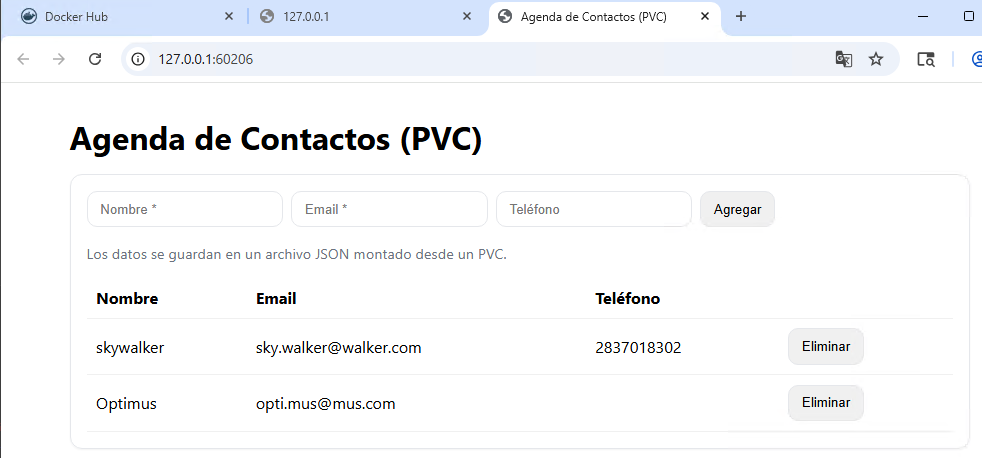 Docker Hub
127.0.0.1
Agenda de Contactos (PVC)
127.0.0.1:60206
Agenda de Contactos (PVC)
Nombre * Email * Teléfono Agregar
Los datos se guardan en un archivo JSON montado desde un PVC.
Nombre Email Teléfono
skywalker sky.walker@walker.com 2837018302 Eliminar
Optimus opti.mus@mus.com Eliminar